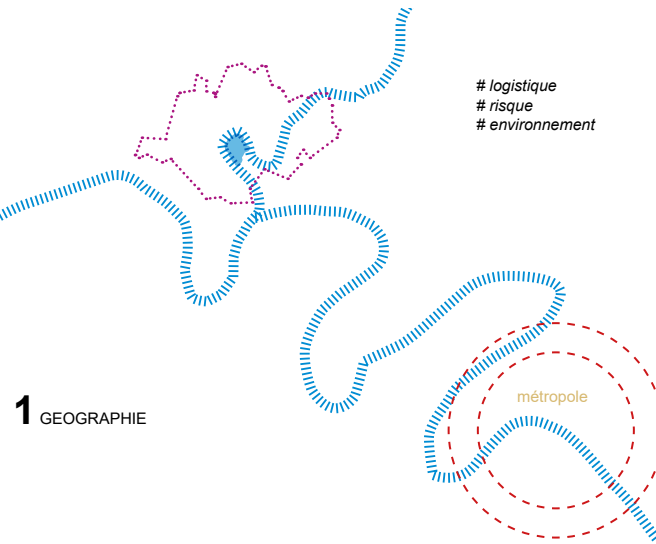 # logistique
# risque
# environnement
métropole
1 GEOGRAPHIE